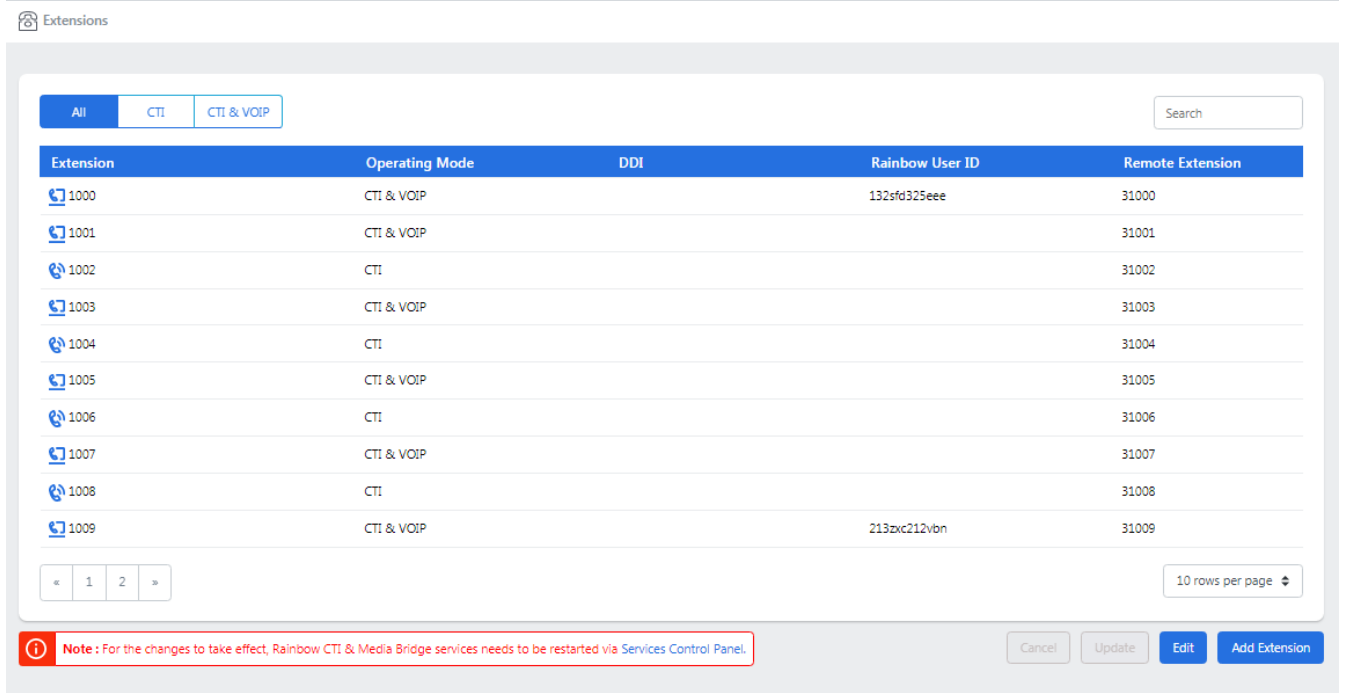 Extensions
All CTI CTI & VOIP Search
Extension Operating Mode DDI Rainbow User ID Remote Extension
1000 CTI & VOIP 132sfd325eee 31000
1001 CTI & VOIP 31001
1002 CTI 31002
1003 CTI & VOIP 31003
1004 CTI 31004
1005 CTI & VOIP 31005
1006 CTI 31006
1007 CTI & VOIP 31007
1008 CTI 31008
1009 CTI & VOIP 213zxc212vbn 31009
« 1 2 » 10 rows per page
Note : For the changes to take effect, Rainbow CTI & Media Bridge services needs to be restarted via Services Control Panel. Cancel Update Edit Add Extension